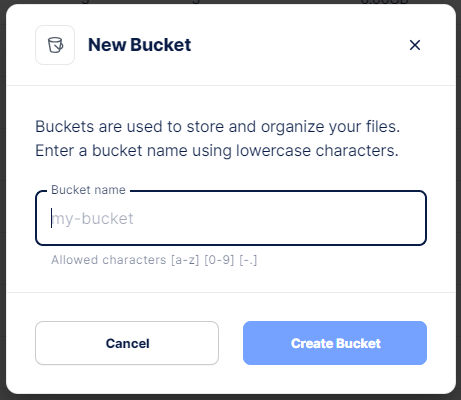 New Bucket
Buckets are used to store and organize your files.
Enter a bucket name using lowercase characters.
Bucket name
my-bucket
Allowed characters [a-z] [0-9] [-.]
Cancel
Create Bucket